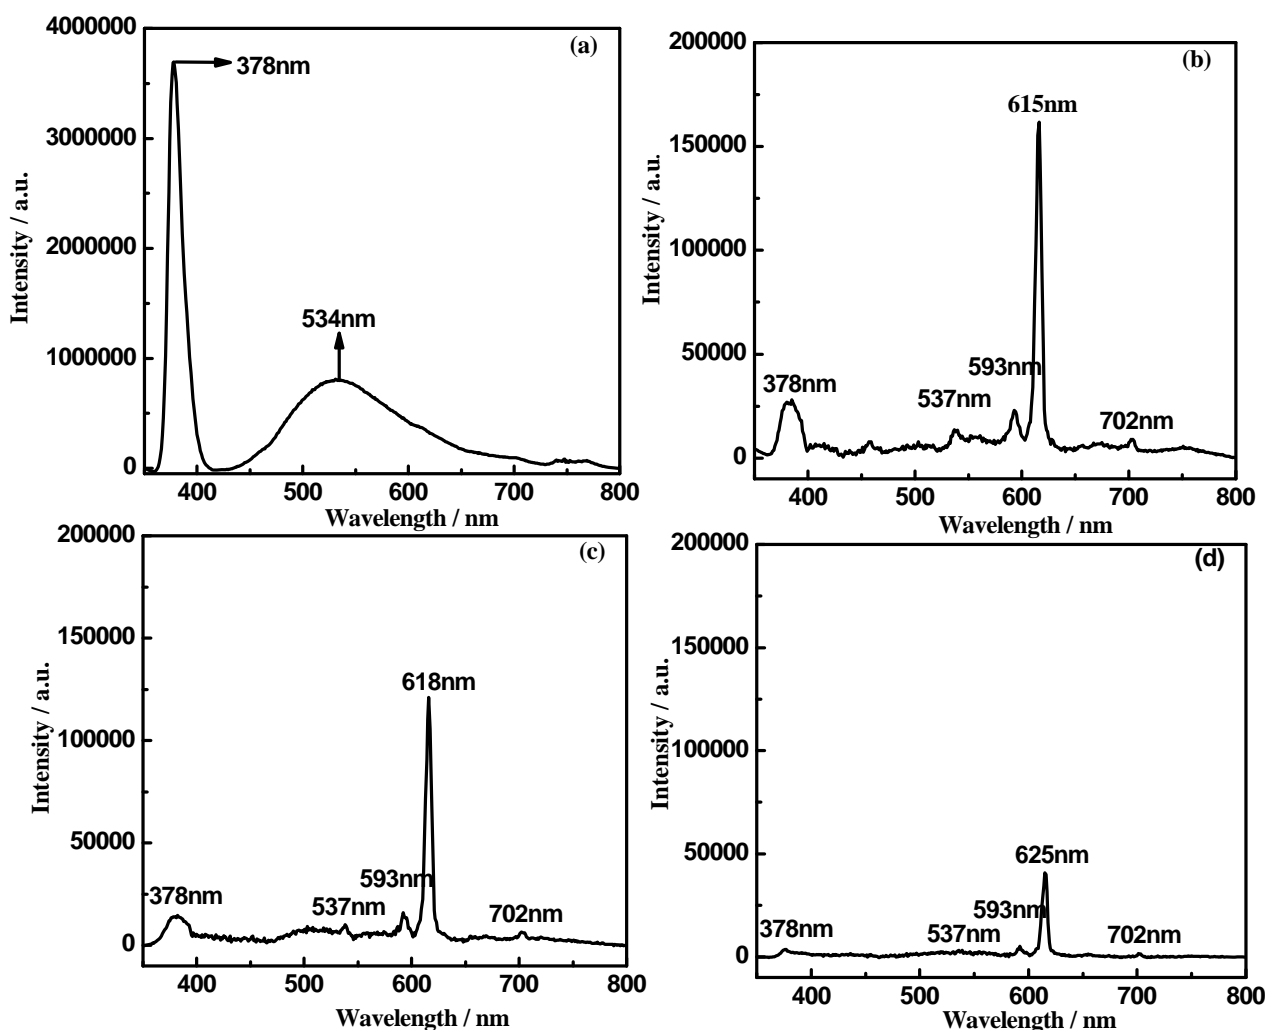 (a)
4000000
3000000
2000000
1000000
0
378nm
534nm
400
500
600
700
800
Intensity / a.u.
Wavelength / nm
(b)
200000
150000
100000
50000
0
615nm
593nm
378nm
537nm
702nm
400
500
600
700
800
Intensity / a.u.
Wavelength / nm
(c)
200000
150000
100000
50000
0
618nm
593nm
378nm
537nm
702nm
400
500
600
700
800
Intensity / a.u.
Wavelength / nm
(d)
200000
150000
100000
50000
0
625nm
593nm
378nm
537nm
702nm
400
500
600
700
800
Intensity / a.u.
Wavelength / nm